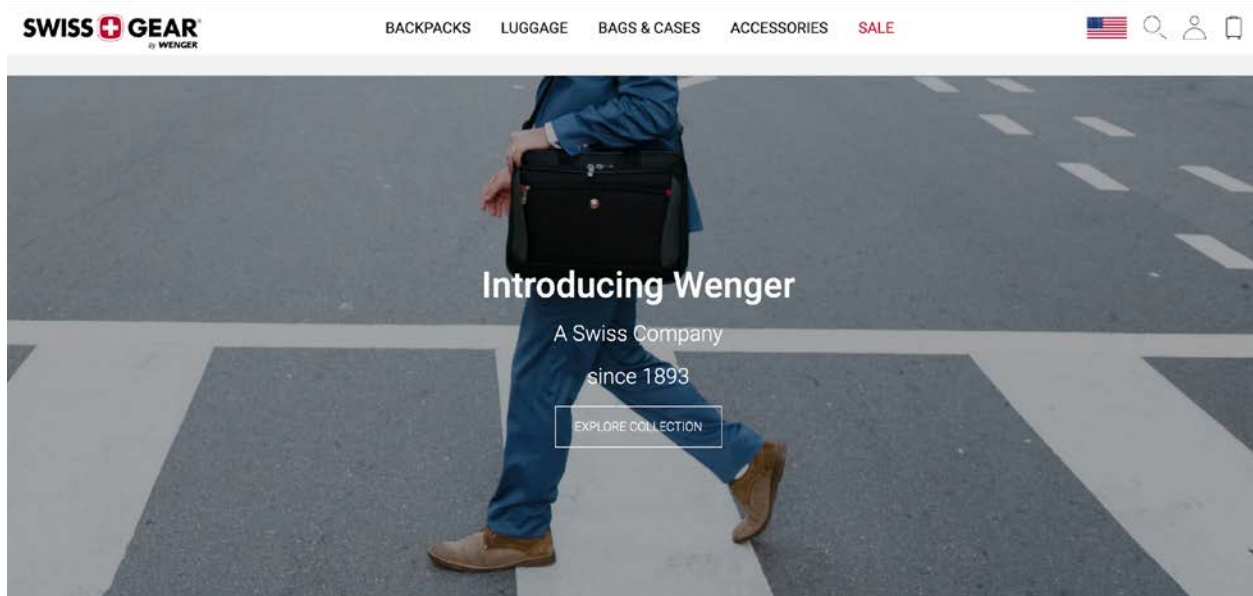 SWISS GEAR®
by WENGER
BACKPACKS LUGGAGE BAGS & CASES ACCESSORIES SALE
Introducing Wenger
A Swiss Company
since 1893
EXPLORE COLLECTION